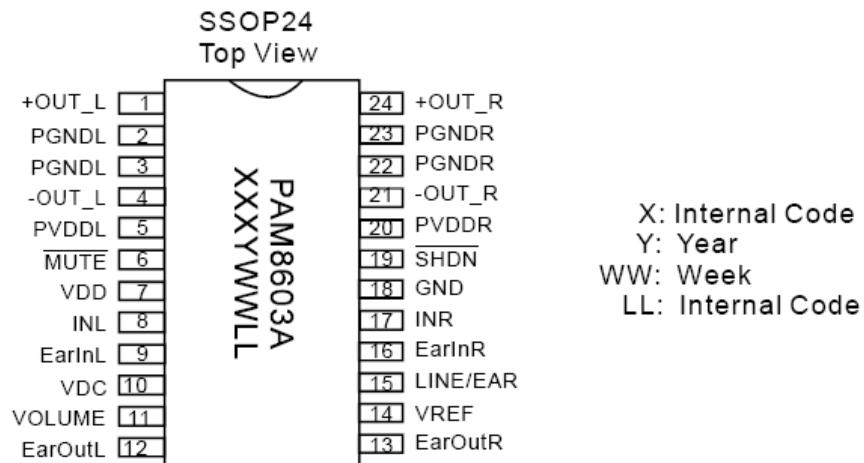 SSOP24
Top View
+OUT_L 1
PGNDL 2
PGNDL 3
-OUT_L 4
PVDDL 5
MUTE 6
VDD 7
INL 8
EarInL 9
VDC 10
VOLUME 11
EarOutL 12
PAM8603A
XXXYWWLL
24 +OUT_R
23 PGNDR
22 PGNDR
21 -OUT_R
20 PVDDR
19 SHDN
18 GND
17 INR
16 EarInR
15 LINE/EAR
14 VREF
13 EarOutR
X: Internal Code
Y: Year
WW: Week
LL: Internal Code